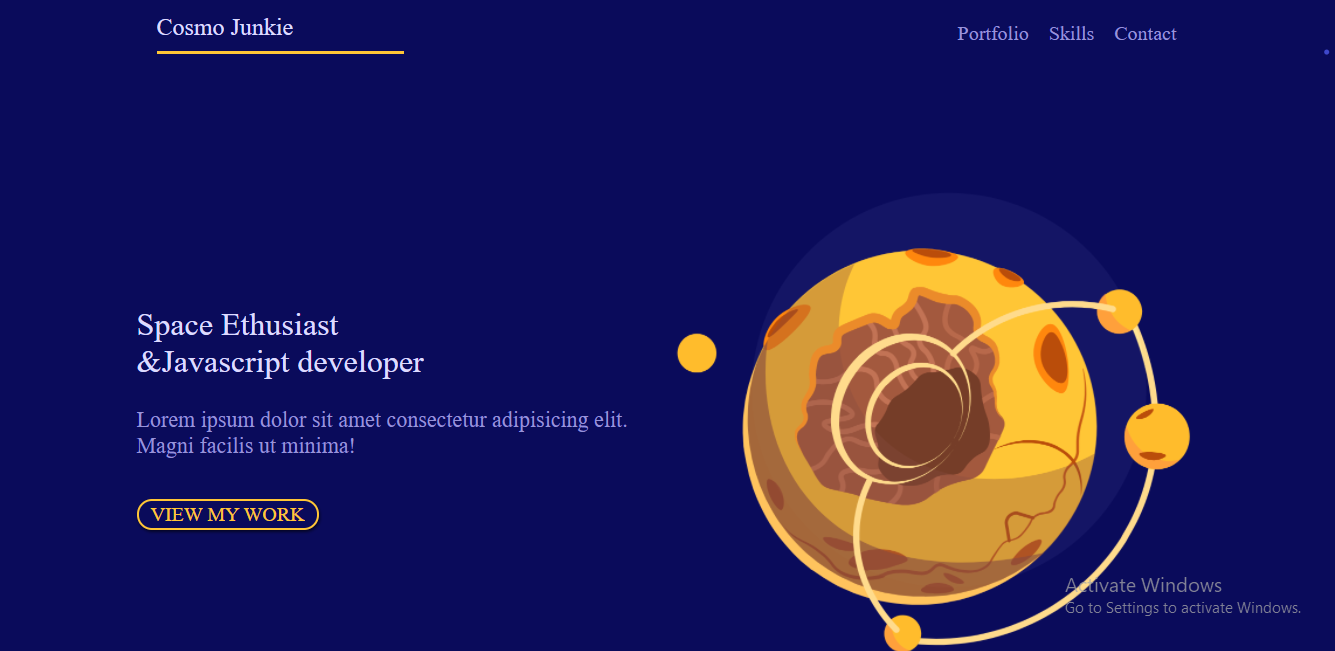 Cosmo Junkie
Portfolio Skills Contact
Space Ethusiast
&Javascript developer
Lorem ipsum dolor sit amet consectetur adipisicing elit.
Magni facilis ut minima!
VIEW MY WORK
Activate Windows
Go to Settings to activate Windows.